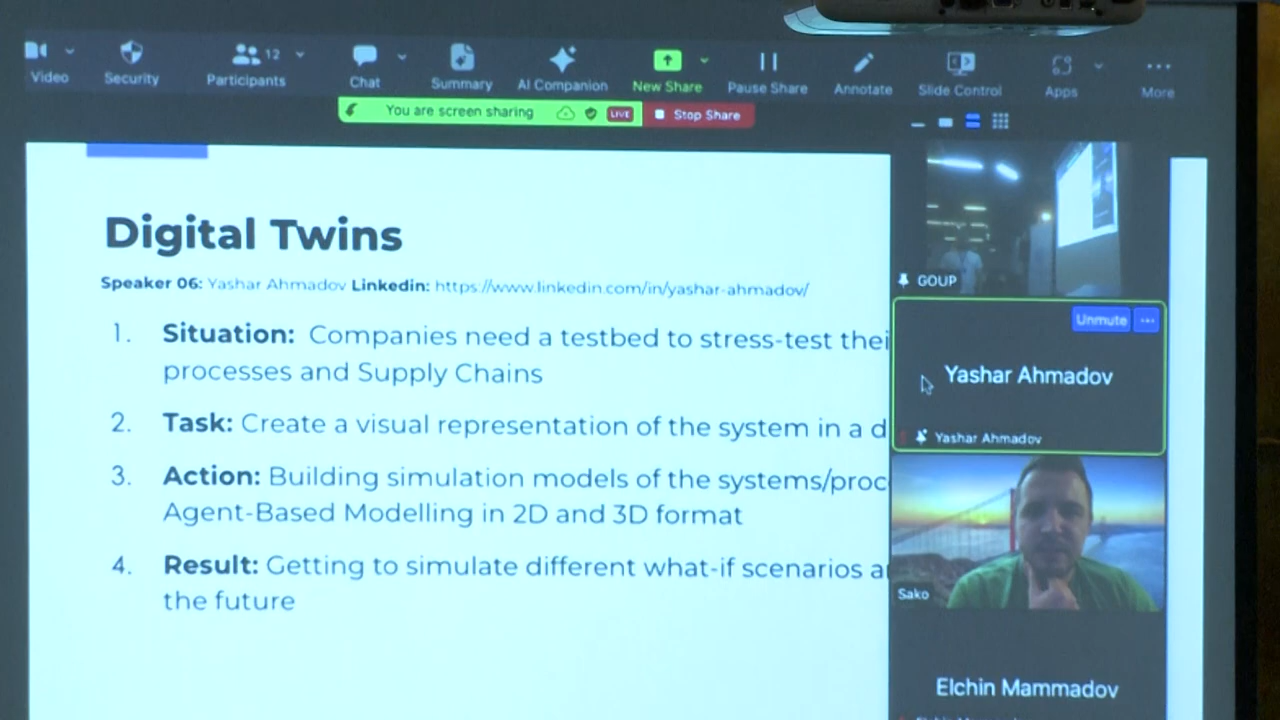 Video
Security
Participants
12
Chat
Summary
AI Companion
New Share
Pause Share
Annotate
Slide Control
Apps
More
You are screen sharing
LIVE
Stop Share
Digital Twins
Speaker 06: Yashar Ahmadov Linkedin: https://www.linkedin.com/in/yashar-ahmadov/
1. Situation: Companies need a testbed to stress-test thei
processes and Supply Chains
2. Task: Create a visual representation of the system in a d
3. Action: Building simulation models of the systems/proc
Agent-Based Modelling in 2D and 3D format
4. Result: Getting to simulate different what-if scenarios a
the future
GOUP
Unmute
Yashar Ahmadov
Yashar Ahmadov
Sako
Elchin Mammadov